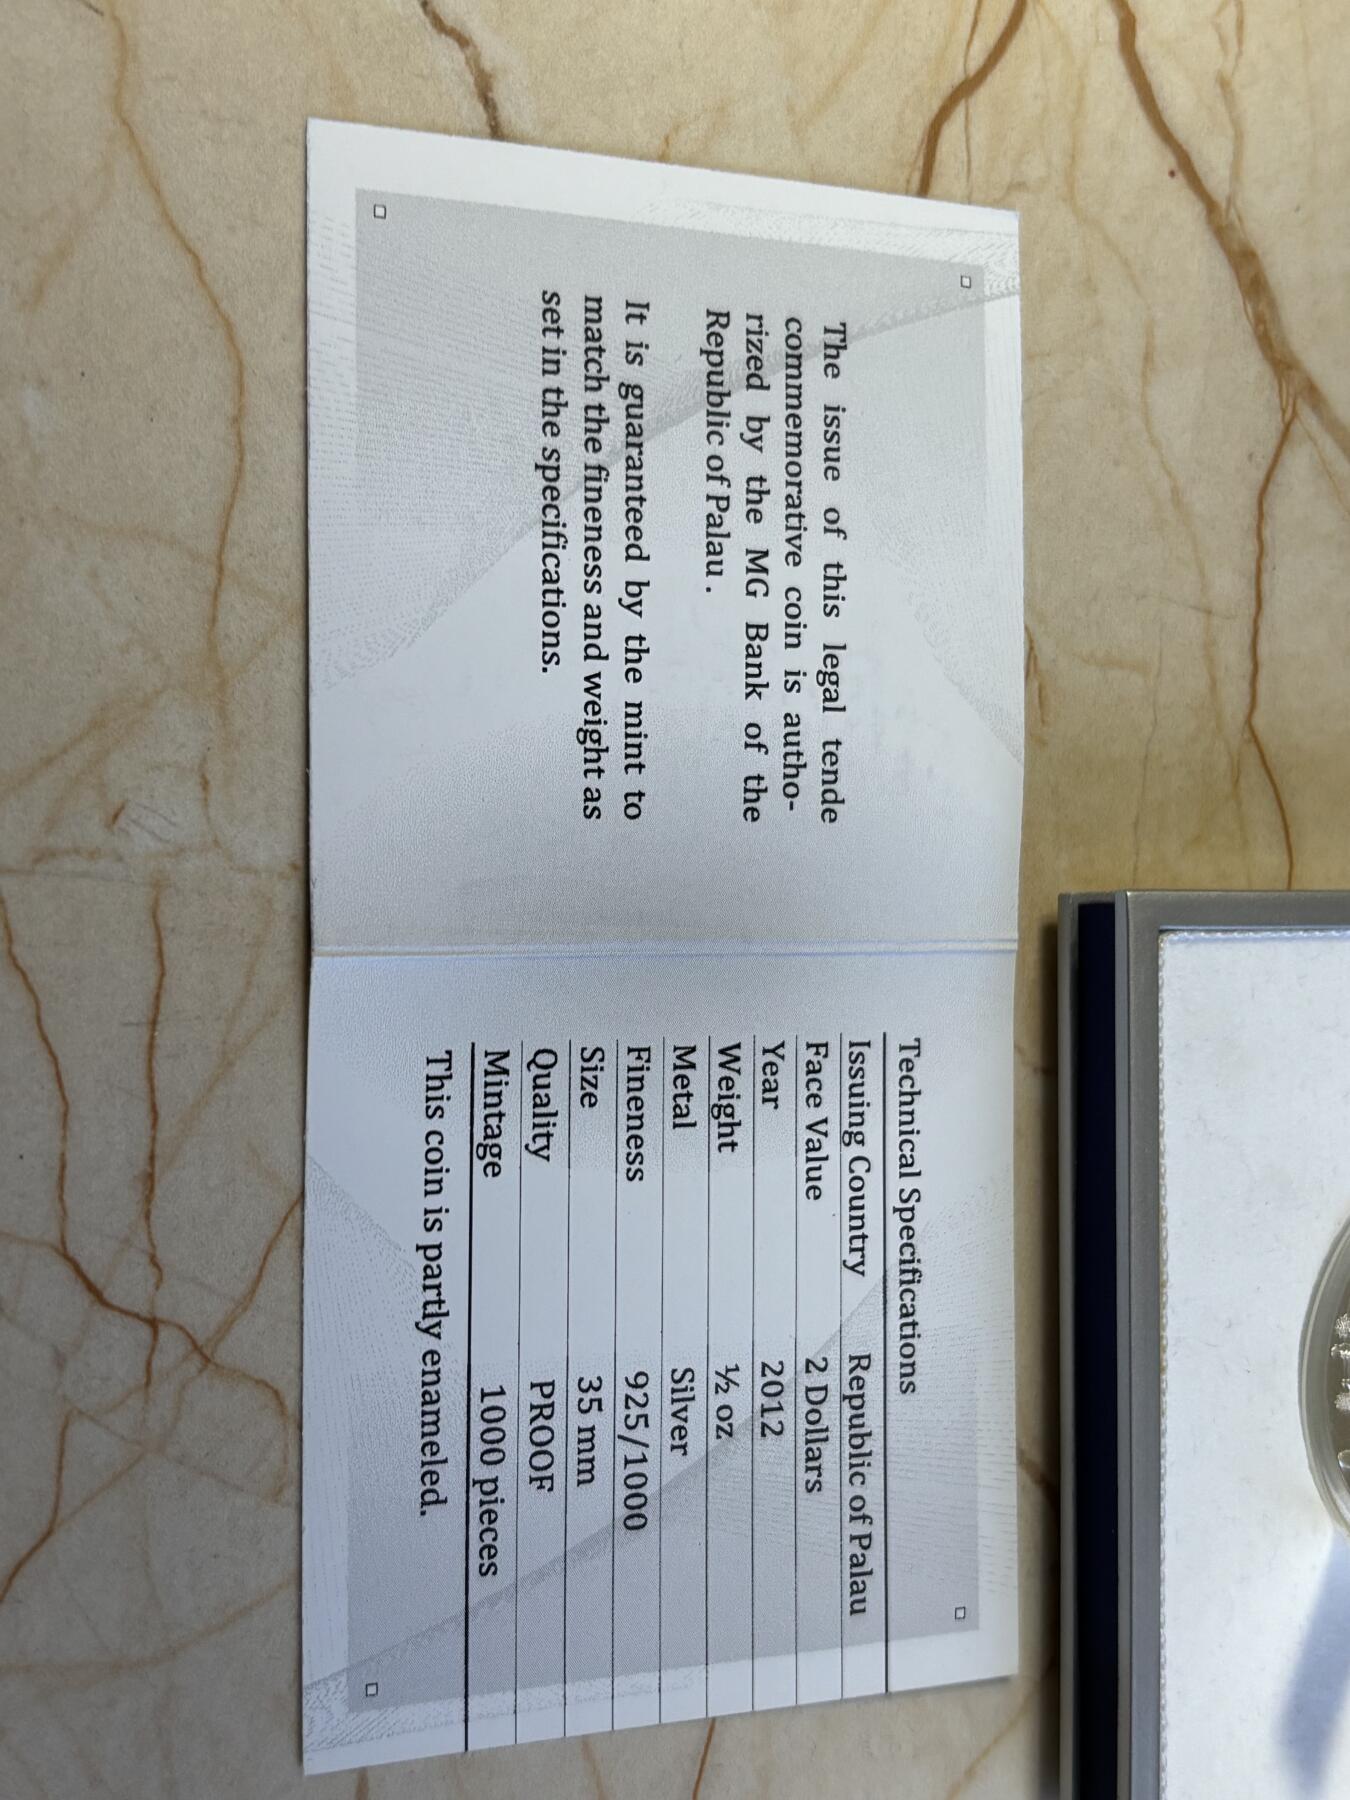 The issue of this legal tende
commemorative coin is autho-
rized by the MG Bank of the
Republic of Palau .
It is guaranteed by the mint to
match the fineness and weight as
set in the specifications.
Technical Specifications
Issuing Country Republic of Palau
Face Value 2 Dollars
Year 2012
Weight ½ oz
Metal Silver
Fineness 925/1000
Size 35 mm
Quality PROOF
Mintage 1000 pieces
This coin is partly enameled.